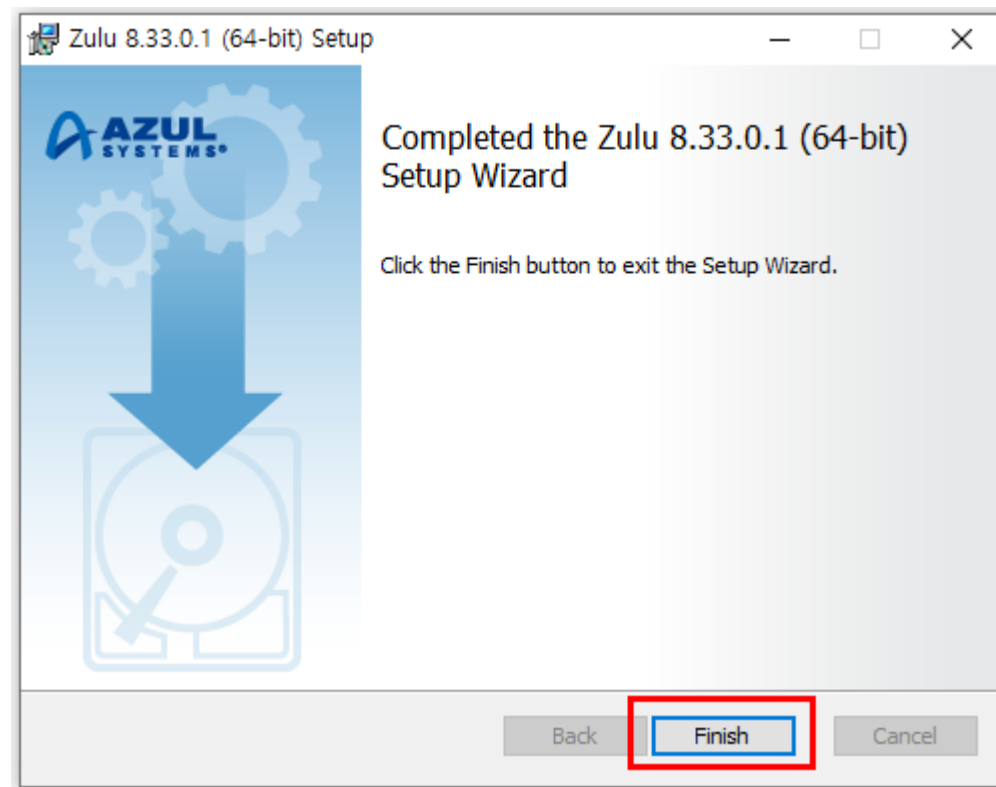 Zulu 8.33.0.1 (64-bit) Setup
AZUL
SYSTEMS®
Completed the Zulu 8.33.0.1 (64-bit)
Setup Wizard
Click the Finish button to exit the Setup Wizard.
Back Finish Cancel